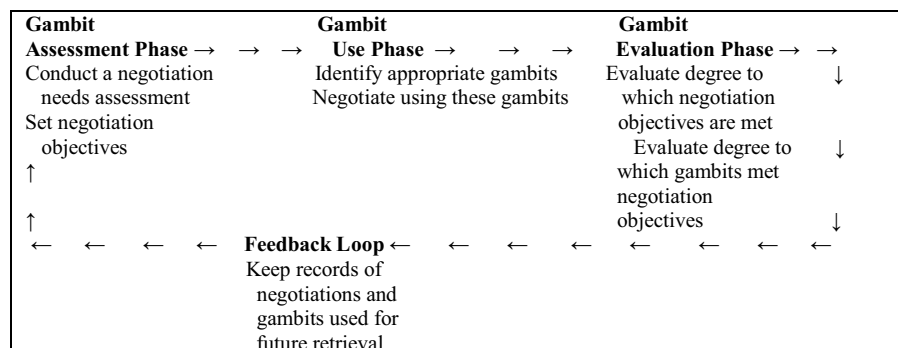 Gambit Gambit Gambit
Assessment Phase → → → Use Phase → → → Evaluation Phase → →
Conduct a negotiation Identify appropriate gambits Evaluate degree to ↓
needs assessment Negotiate using these gambits which negotiation
Set negotiation objectives are met
objectives Evaluate degree to ↓
↑ which gambits met
negotiation
↑ objectives ↓
← ← ← ← Feedback Loop ← ← ← ← ← ← ← ←
Keep records of
negotiations and
gambits used for
future retrieval